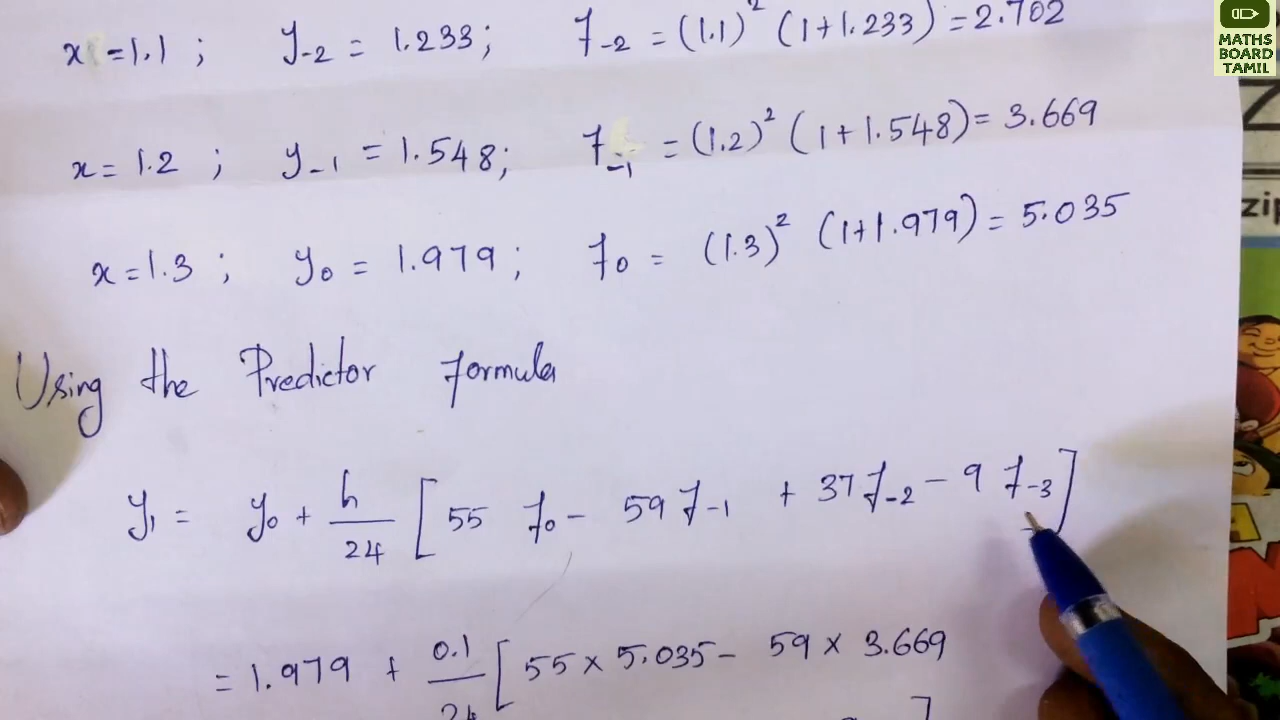 x = 1.1 ; y₋₂ = 1.233; f₋₂ = (1.1)² (1+1.233) = 2.702
x = 1.2 ; y₋₁ = 1.548; f₋₁ = (1.2)² (1+1.548) = 3.669
x = 1.3 ; y₀ = 1.979 ; f₀ = (1.3)² (1+1.979) = 5.035
Using the Predictor formula
y₁ = y₀ + h/24 [55 f₀ - 59 f₋₁ + 37 f₋₂ - 9 f₋₃]
= 1.979 + 0.1/24 [55 × 5.035 - 59 × 3.669
]
MATHS
BOARD
TAMIL
zip